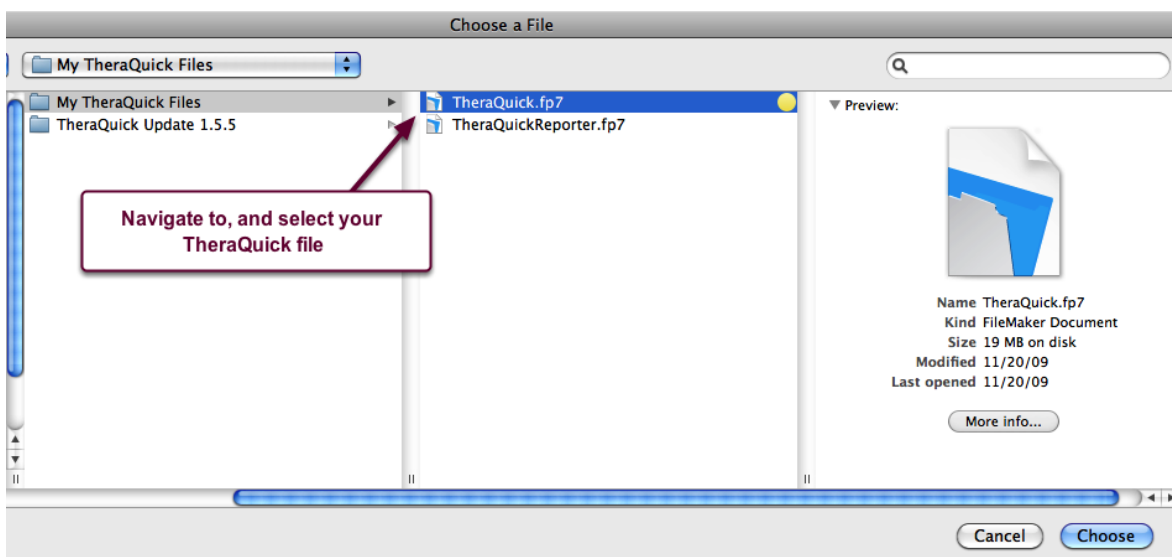 Choose a File
My TheraQuick Files
My TheraQuick Files
TheraQuick Update 1.5.5
TheraQuick.fp7
TheraQuickReporter.fp7
Navigate to, and select your
TheraQuick file
Preview:
Name TheraQuick.fp7
Kind FileMaker Document
Size 19 MB on disk
Modified 11/20/09
Last opened 11/20/09
More info...
Cancel
Choose